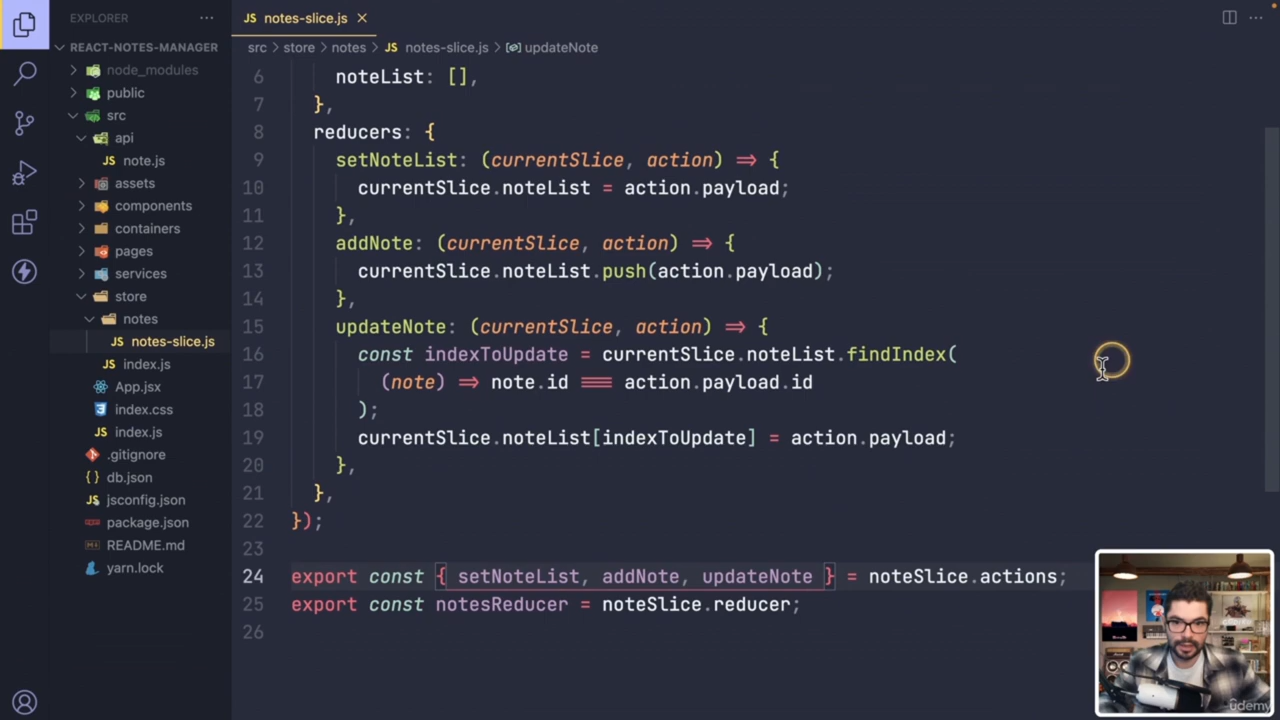 EXPLORER
REACT-NOTES-MANAGER
node_modules
public
src
api
JS note.js
assets
components
containers
pages
services
store
notes
JS notes-slice.js
JS index.js
App.jsx
index.css
JS index.js
.gitignore
{} db.json
JS jsconfig.json
package.json
README.md
yarn.lock
JS notes-slice.js
src > store > notes > JS notes-slice.js > updateNote
6 noteList: [],
7 },
8 reducers: {
9 setNoteList: (currentSlice, action) => {
10 currentSlice.noteList = action.payload;
11 },
12 addNote: (currentSlice, action) => {
13 currentSlice.noteList.push(action.payload);
14 },
15 updateNote: (currentSlice, action) => {
16 const indexToUpdate = currentSlice.noteList.findIndex(
17 (note) => note.id === action.payload.id
18 );
19 currentSlice.noteList[indexToUpdate] = action.payload;
20 },
21 },
22 });
23
24 export const { setNoteList, addNote, updateNote } = noteSlice.actions;
25 export const notesReducer = noteSlice.reducer;
26
udemy